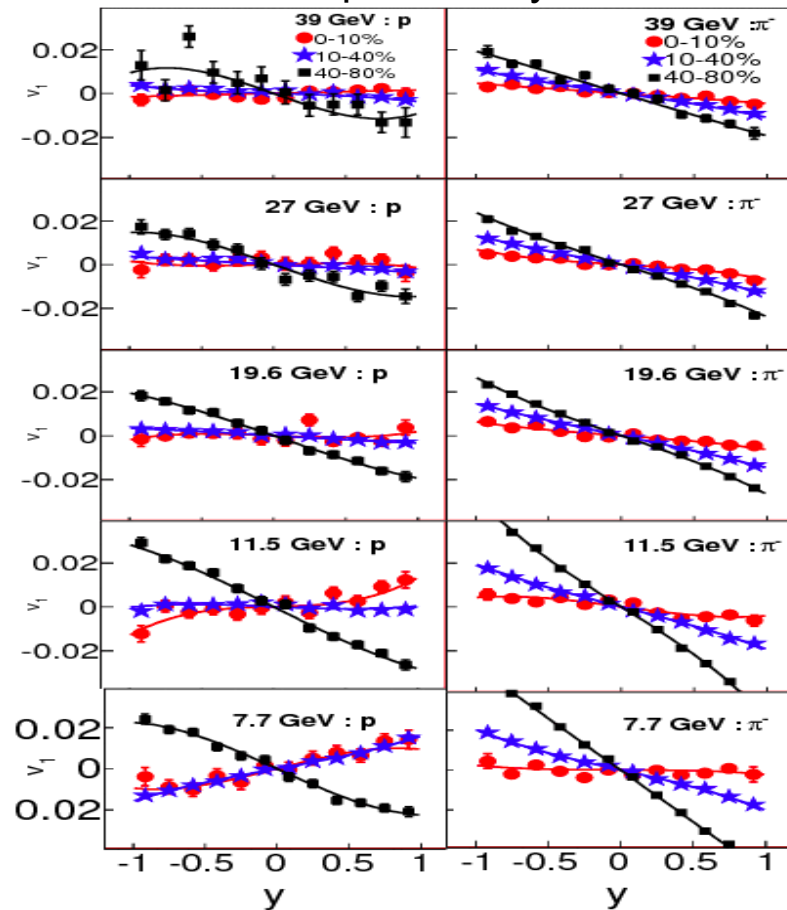 39 GeV : p
0-10%
10-40%
40-80%
39 GeV :π⁻
0-10%
10-40%
40-80%
0.02
0
-0.02
v₁
27 GeV : p
27 GeV :π⁻
0.02
0
-0.02
v₁
19.6 GeV : p
19.6 GeV :π⁻
0.02
0
-0.02
v₁
11.5 GeV : p
11.5 GeV :π⁻
0.02
0
-0.02
v₁
7.7 GeV : p
7.7 GeV :π⁻
0.02
0
0.02
v₁
-1 -0.5 0 0.5 1
-1 -0.5 0 0.5 1
y
y